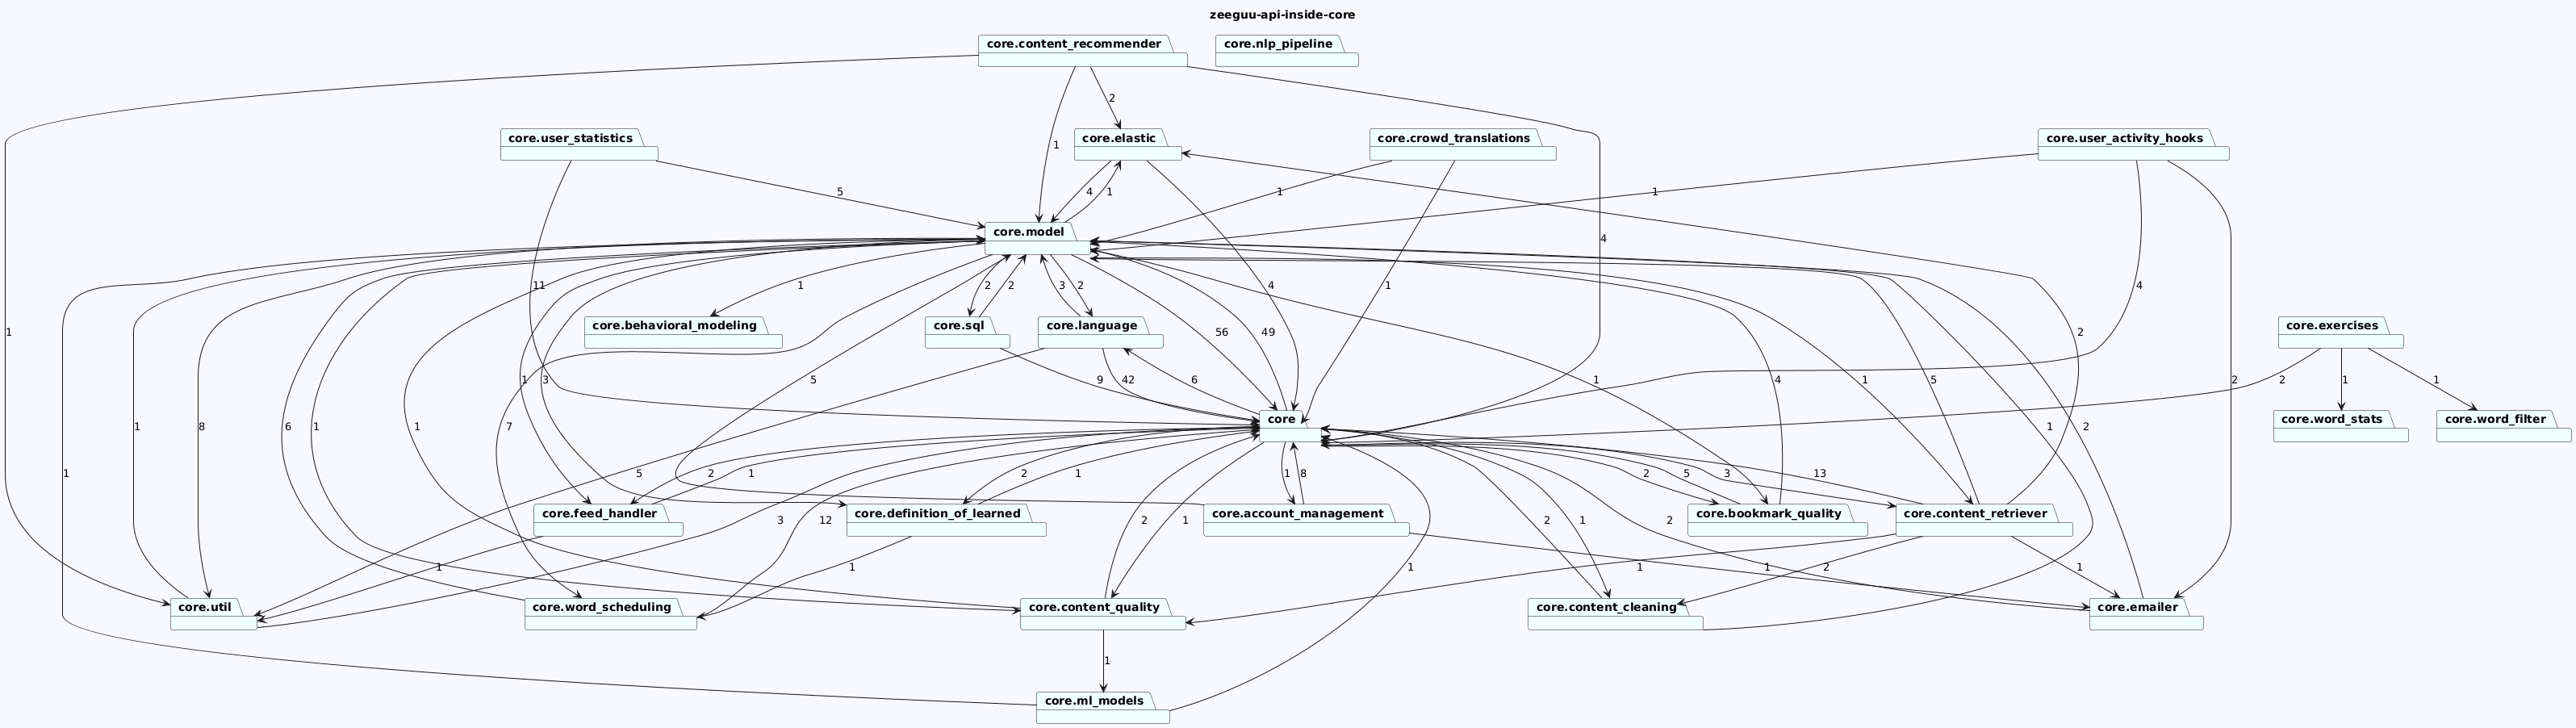 zeeguu-api-inside-core
core.content_recommender
core.nlp_pipeline
2
1
core.user_statistics
core.elastic
core.crowd_translations
core.user_activity_hooks
5
4
1
1
1
core.model
4
11
1
2
2
3
2
4
1
4
core.behavioral_modeling
core.sql
core.language
core.exercises
1
56
49
2
1
3
5
9
42
6
1
4
1
5
2
1
1
2
core
core.word_stats
core.word_filter
1
8
6
1
1
7
1
2
1
5
2
1
1
8
2
5
3
13
core.feed_handler
core.definition_of_learned
core.account_management
core.bookmark_quality
core.content_retriever
3
12
1
2
2
1
2
1
1
1
1
1
2
1
core.util
core.word_scheduling
core.content_quality
core.content_cleaning
core.emailer
1
core.ml_models